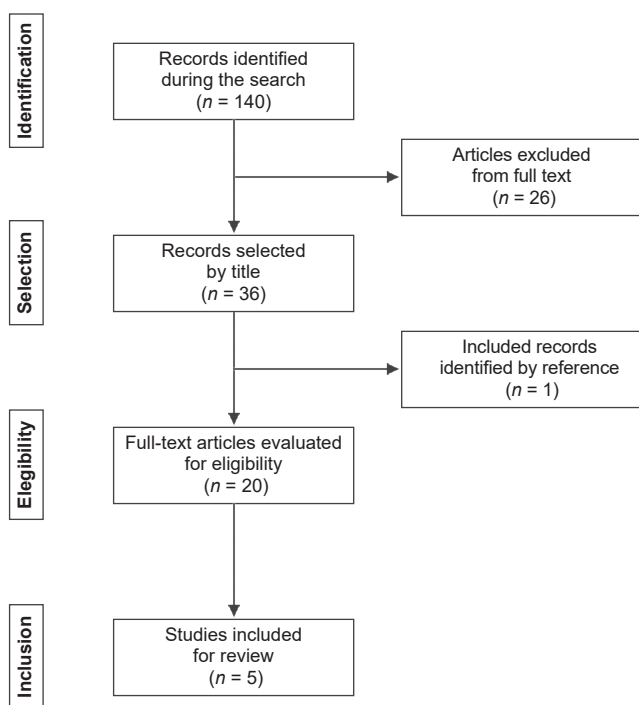 Identification
Records identified
during the search
(n = 140)
Articles excluded
from full text
(n = 26)
Selection
Records selected
by title
(n = 36)
Included records
identified by reference
(n = 1)
Elegibility
Full-text articles evaluated
for eligibility
(n = 20)
Inclusion
Studies included
for review
(n = 5)